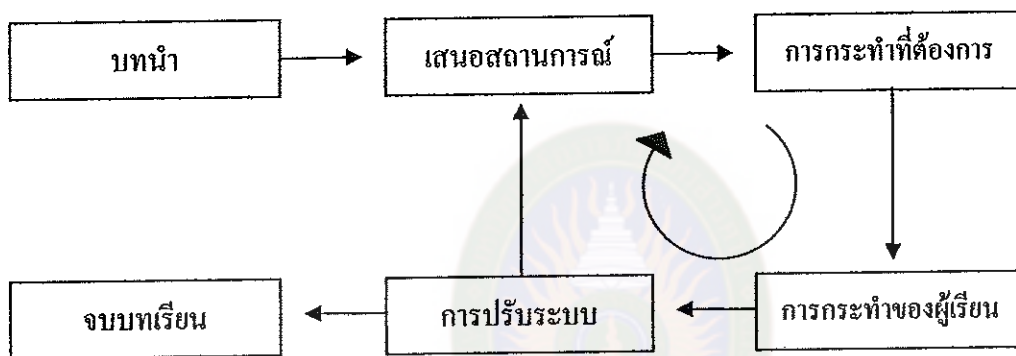 บทนำ
เสนอสถานการณ์
การกระทำที่ต้องการ
จบบทเรียน
การปรับระบบ
การกระทำของผู้เรียน